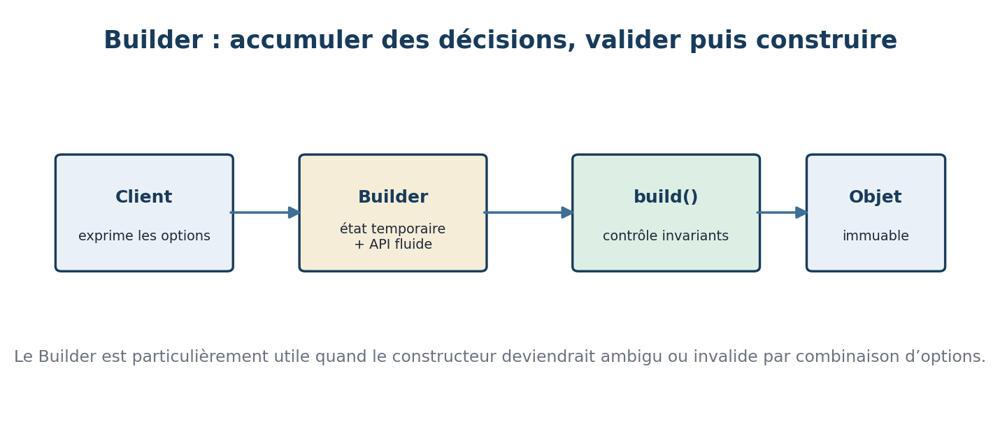 Builder : accumuler des décisions, valider puis construire
Client
exprime les options
Builder
état temporaire
+ API fluide
build()
contrôle invariants
Objet
immuable
Le Builder est particulièrement utile quand le constructeur deviendrait ambigu ou invalide par combinaison d’options.